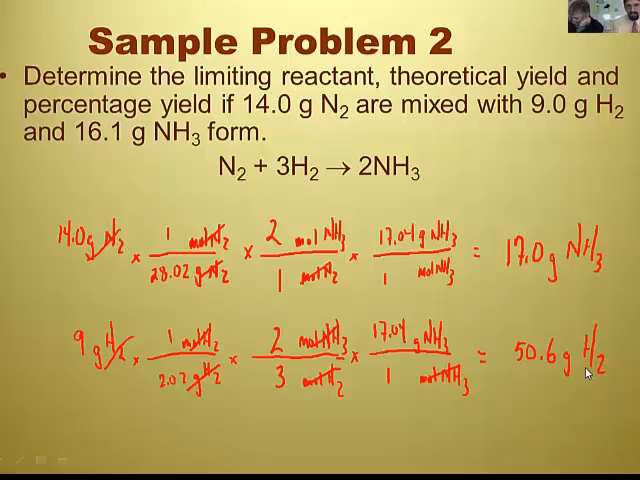 Sample Problem 2
• Determine the limiting reactant, theoretical yield and
percentage yield if 14.0 g N₂ are mixed with 9.0 g H₂
and 16.1 g NH₃ form.
N₂ + 3H₂ → 2NH₃
14.0 g N₂ × 1 mol N₂ / 28.02 g N₂ × 2 mol NH₃ / 1 mol N₂ × 17.04 g NH₃ / 1 mol NH₃ = 17.0 g NH₃
9 g H₂ × 1 mol H₂ / 2.02 g H₂ × 2 mol NH₃ / 3 mol H₂ × 17.04 g NH₃ / 1 mol NH₃ = 50.6 g H₂